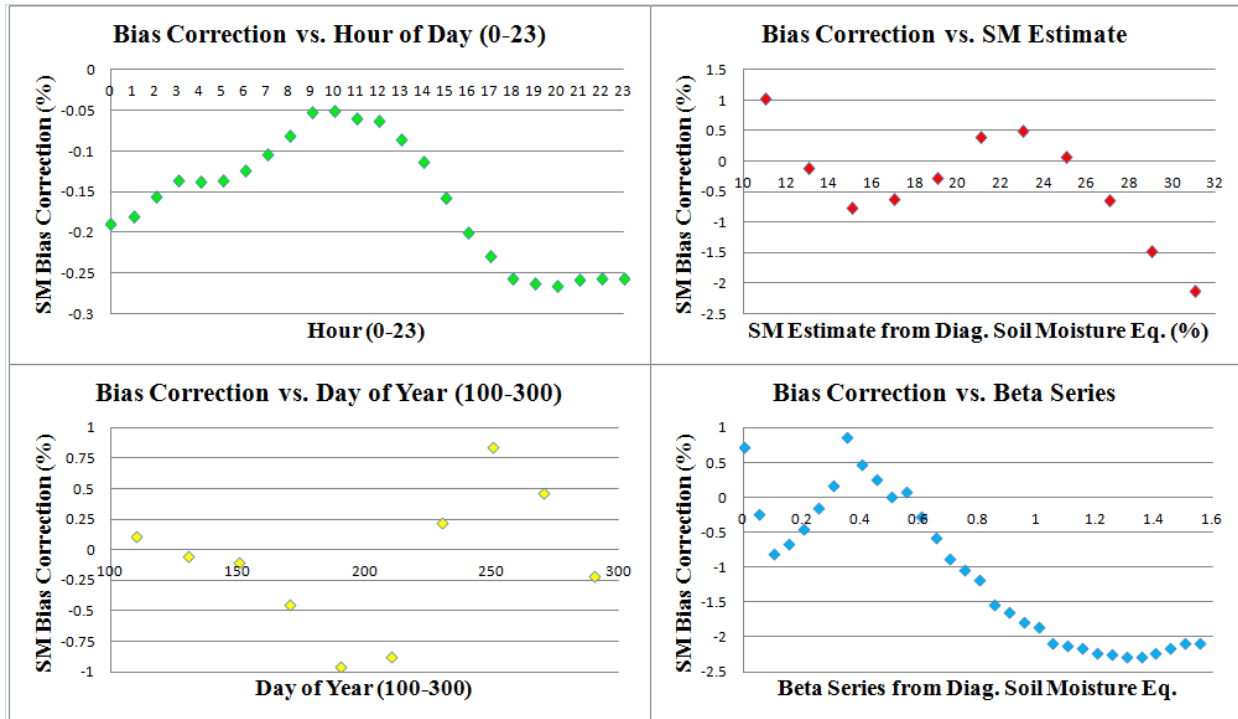 Bias Correction vs. Hour of Day (0-23)
SM Bias Correction (%)
0
-0.05
-0.1
-0.15
-0.2
-0.25
-0.3
0 1 2 3 4 5 6 7 8 9 10 11 12 13 14 15 16 17 18 19 20 21 22 23
Hour (0-23)
Bias Correction vs. SM Estimate
SM Bias Correction (%)
1.5
1
0.5
0
-0.5
-1
-1.5
-2
-2.5
10 12 14 16 18 20 22 24 26 28 30 32
SM Estimate from Diag. Soil Moisture Eq. (%)
Bias Correction vs. Day of Year (100-300)
SM Bias Correction (%)
1
0.75
0.5
0.25
0
-0.25
-0.5
-0.75
-1
100 150 200 250 300
Day of Year (100-300)
Bias Correction vs. Beta Series
SM Bias Correction (%)
1
0.5
0
-0.5
-1
-1.5
-2
-2.5
0 0.2 0.4 0.6 0.8 1 1.2 1.4 1.6
Beta Series from Diag. Soil Moisture Eq.